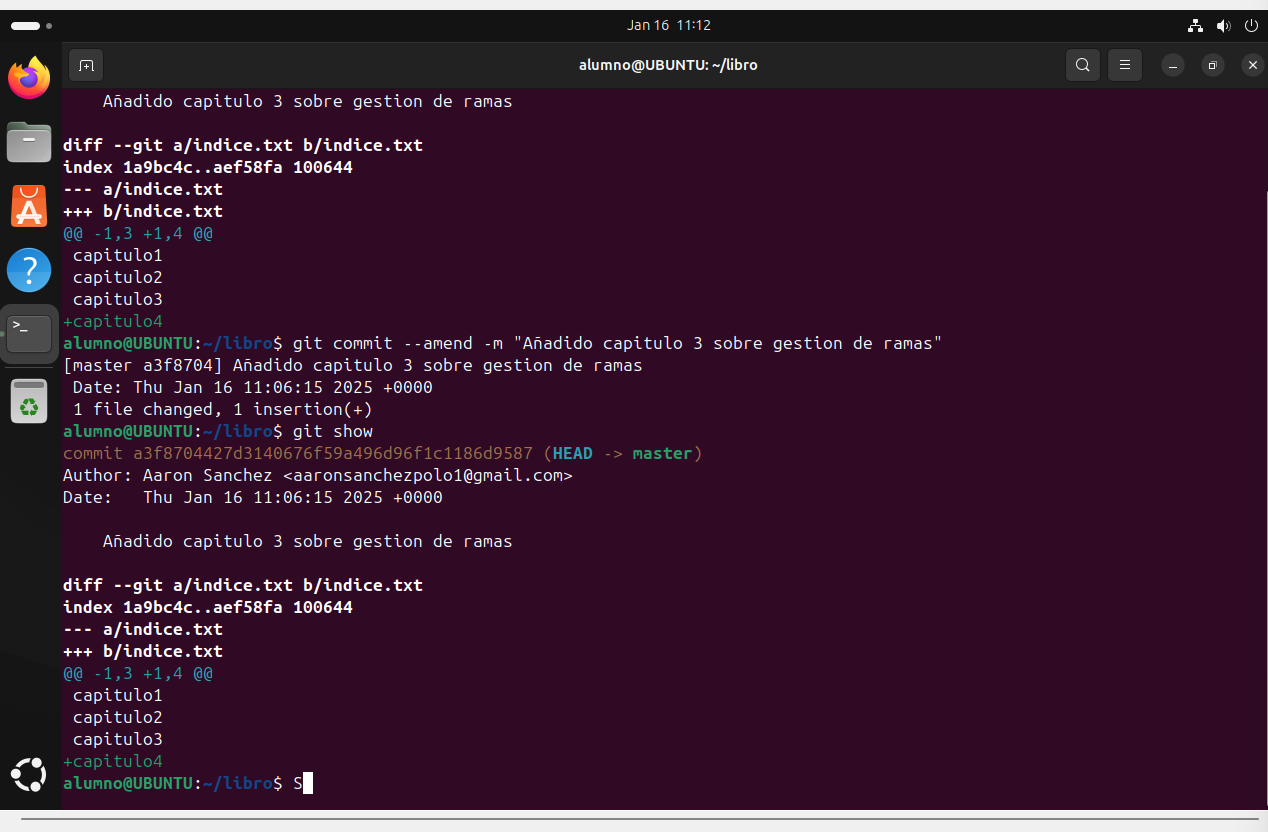 Jan 16 11:12
alumno@UBUNTU: ~/libro
Añadido capitulo 3 sobre gestion de ramas
diff --git a/indice.txt b/indice.txt
index 1a9bc4c..aef58fa 100644
--- a/indice.txt
+++ b/indice.txt
@@ -1,3 +1,4 @@
capitulo1
capitulo2
capitulo3
+capitulo4
alumno@UBUNTU:~/libro$ git commit --amend -m "Añadido capitulo 3 sobre gestion de ramas"
[master a3f8704] Añadido capitulo 3 sobre gestion de ramas
Date: Thu Jan 16 11:06:15 2025 +0000
1 file changed, 1 insertion(+)
alumno@UBUNTU:~/libro$ git show
commit a3f8704427d3140676f59a496d96f1c1186d9587 (HEAD -> master)
Author: Aaron Sanchez <aaronsanchezpolo1@gmail.com>
Date:   Thu Jan 16 11:06:15 2025 +0000
Añadido capitulo 3 sobre gestion de ramas
diff --git a/indice.txt b/indice.txt
index 1a9bc4c..aef58fa 100644
--- a/indice.txt
+++ b/indice.txt
@@ -1,3 +1,4 @@
capitulo1
capitulo2
capitulo3
+capitulo4
alumno@UBUNTU:~/libro$ S